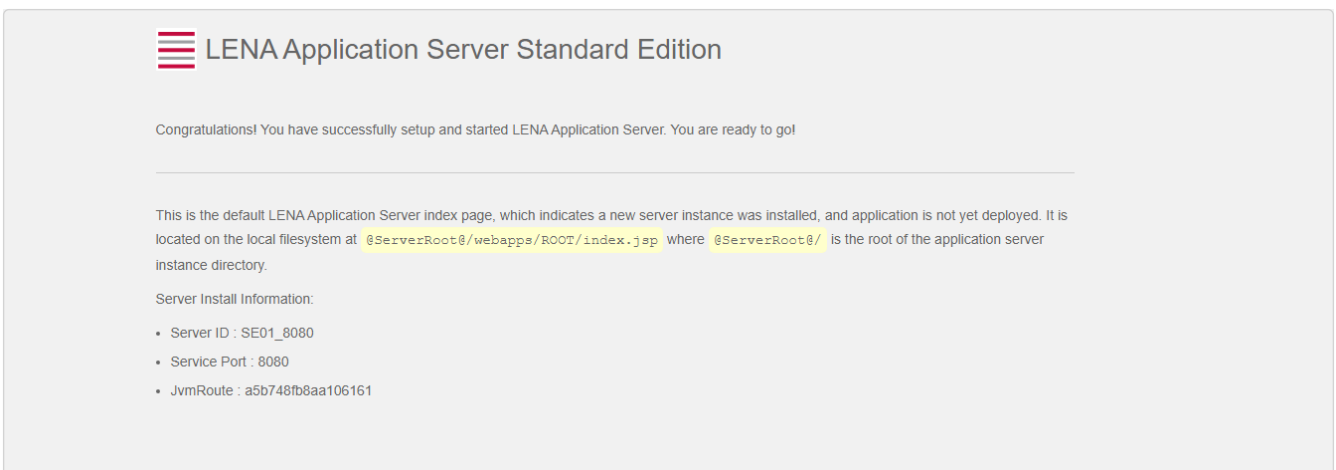 LENA Application Server Standard Edition
Congratulations! You have successfully setup and started LENA Application Server. You are ready to go!
This is the default LENA Application Server index page, which indicates a new server instance was installed, and application is not yet deployed. It is
located on the local filesystem at @ServerRoot@/webapps/ROOT/index.jsp where @ServerRoot@/ is the root of the application server
instance directory.
Server Install Information:
• Server ID : SE01_8080
• Service Port : 8080
• JvmRoute : a5b748fb8aa106161